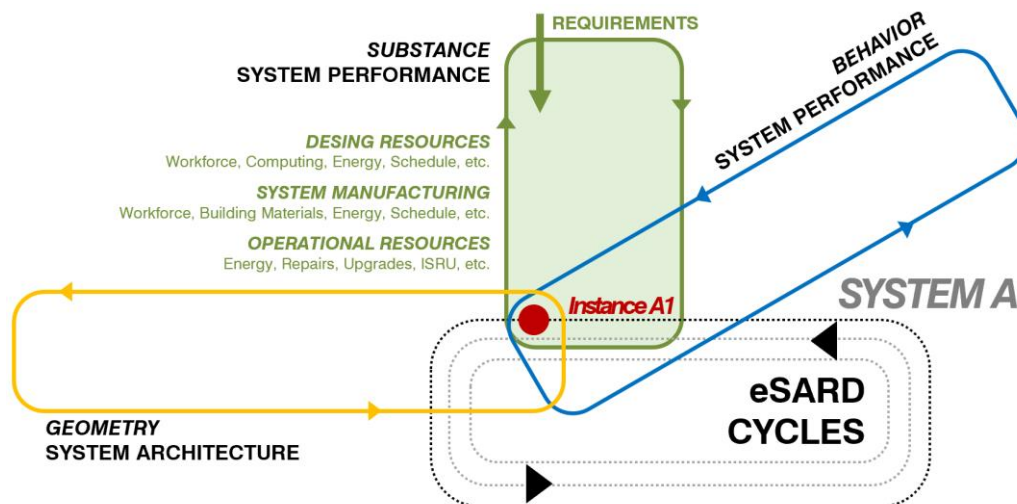 REQUIREMENTS
SUBSTANCE
SYSTEM PERFORMANCE
BEHAVIOR
SYSTEM PERFORMANCE
DESING RESOURCES
Workforce, Computing, Energy, Schedule, etc.
SYSTEM MANUFACTURING
Workforce, Building Materials, Energy, Schedule, etc.
OPERATIONAL RESOURCES
Energy, Repairs, Upgrades, ISRU, etc.
Instance A1
SYSTEM A
eSARD
CYCLES
GEOMETRY
SYSTEM ARCHITECTURE